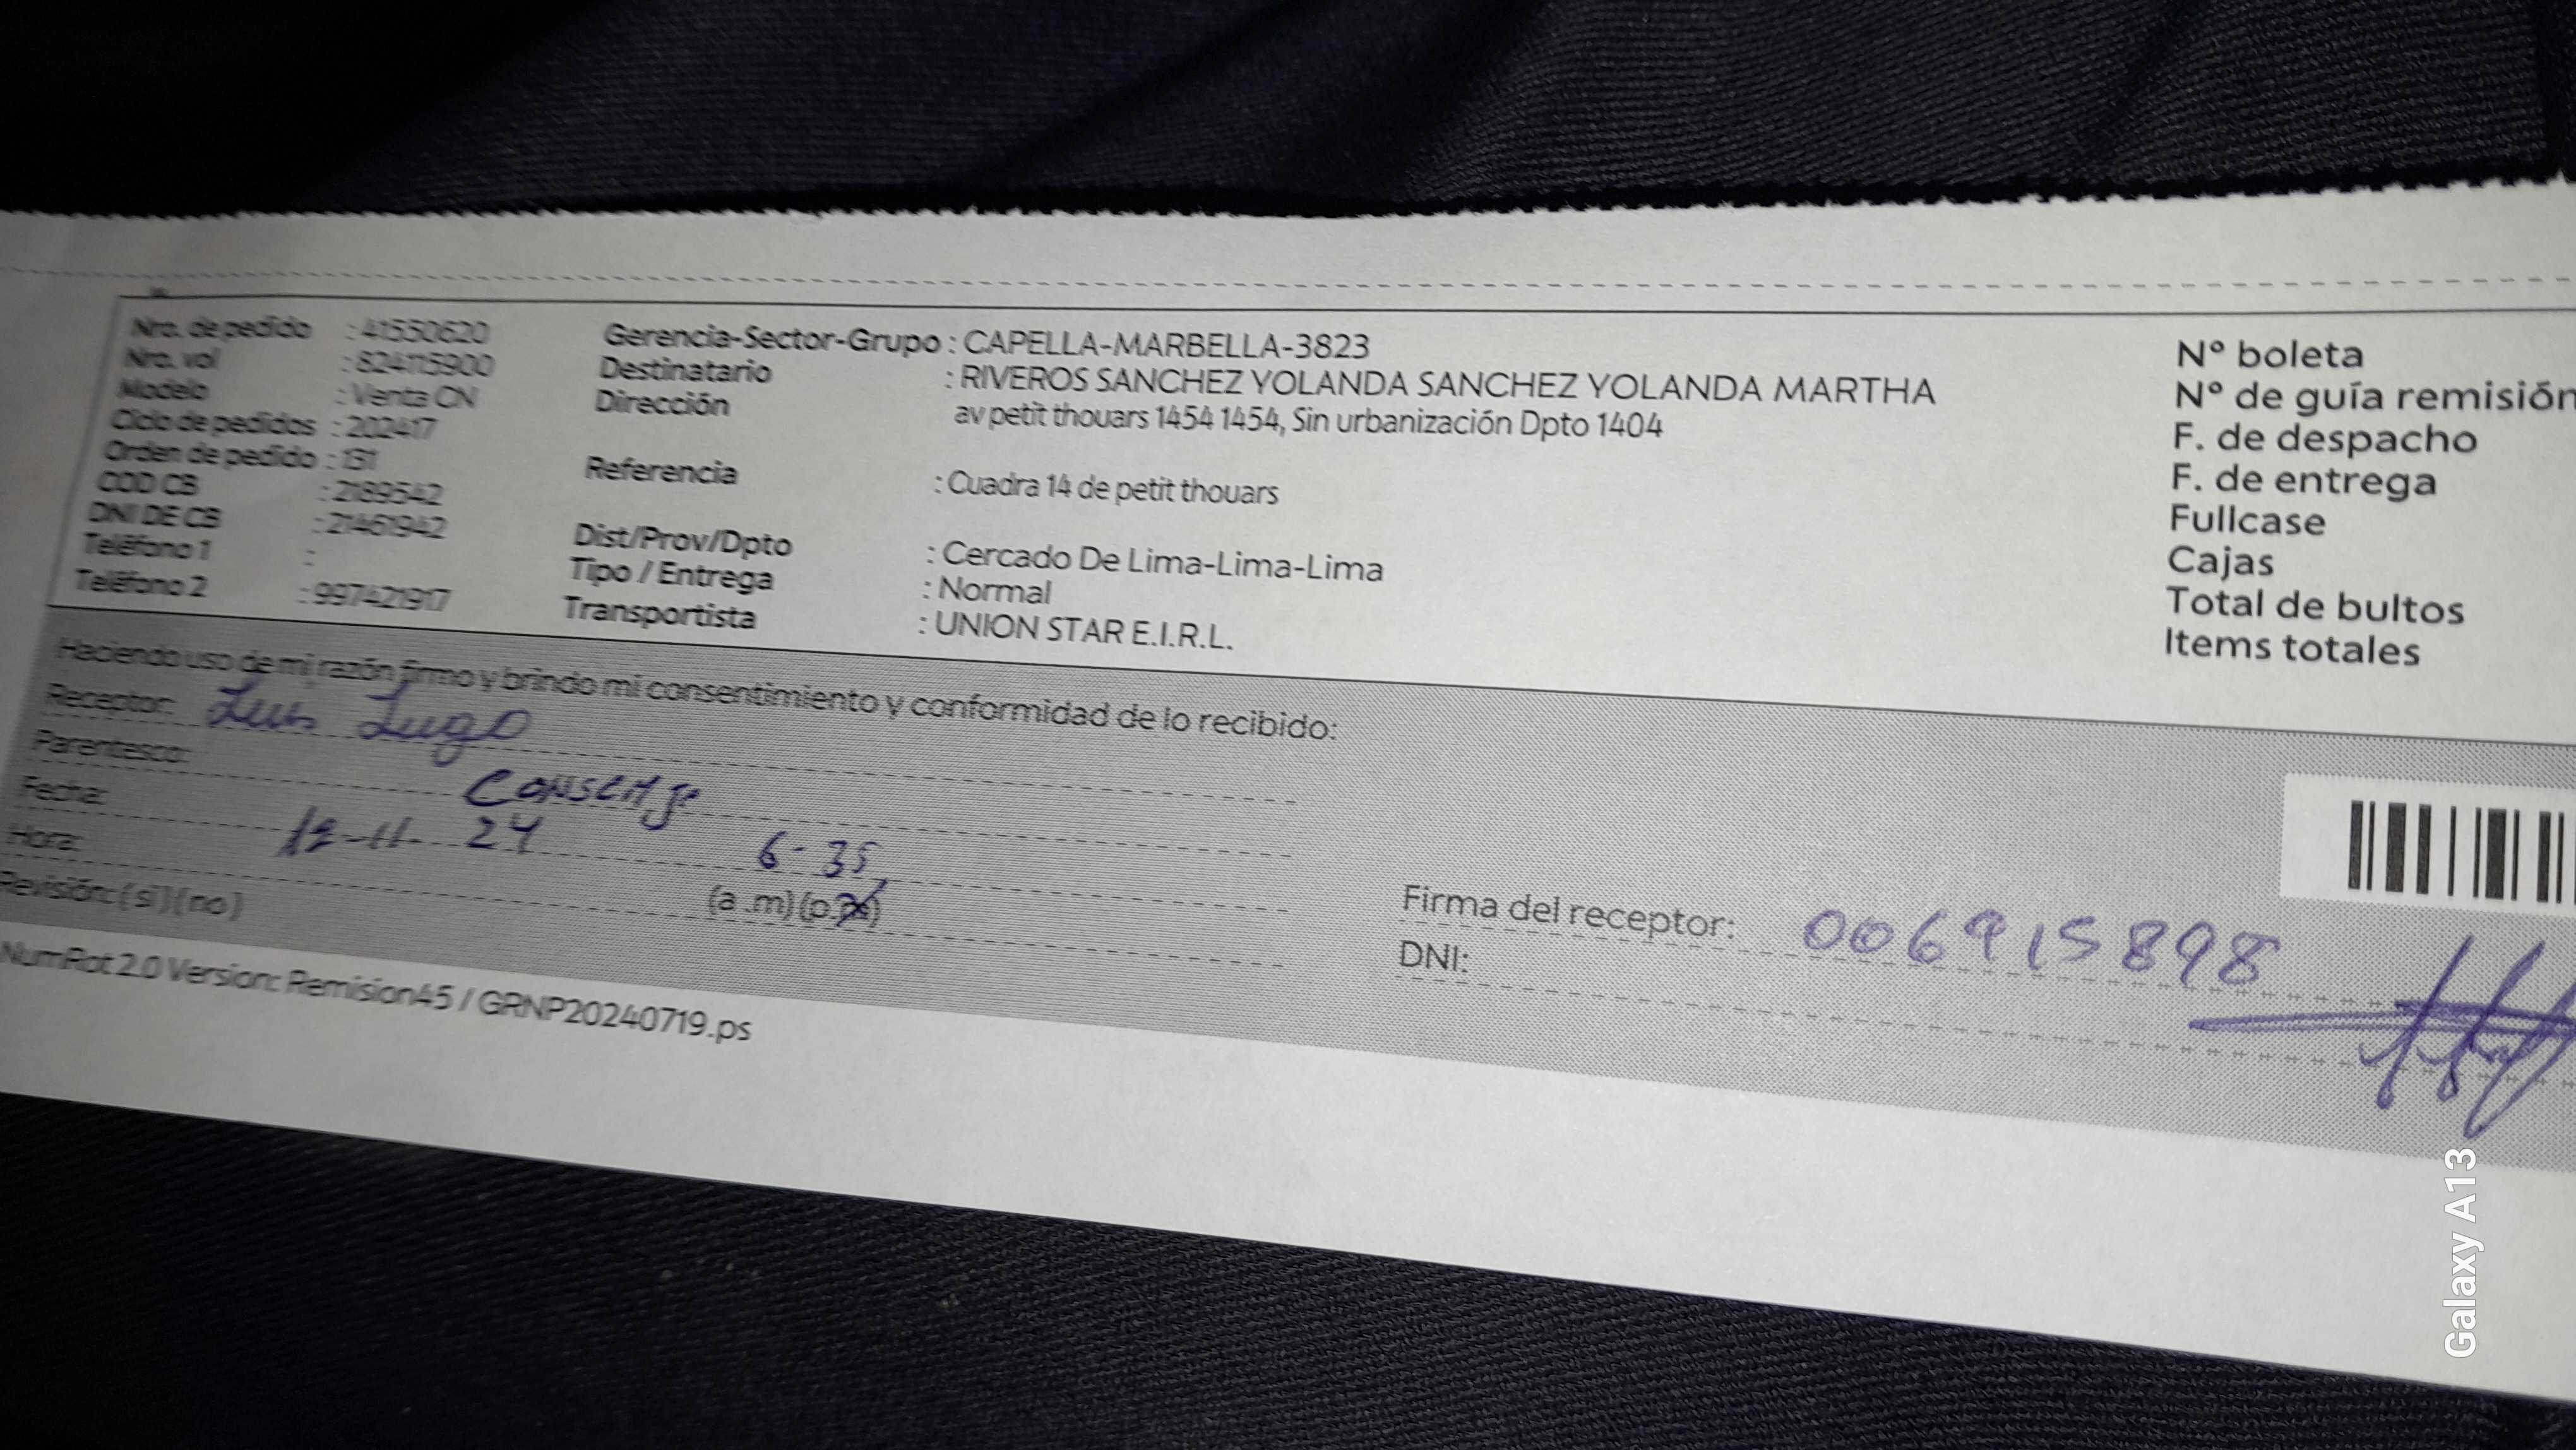 Nro. de pedido : 41550620
Nro. vol : 824115900
Modelo : Venta CN
Ciclo de pedidos : 202417
Orden de pedido : 131
COD CB : 2189542
DNI DE CB : 21461942
Teléfono 1 :
Teléfono 2 : 997421917
Gerencia-Sector-Grupo : CAPELLA-MARBELLA-3823
Destinatario : RIVEROS SANCHEZ YOLANDA SANCHEZ YOLANDA MARTHA
Dirección av petit thouars 1454 1454, Sin urbanización Dpto 1404
Referencia : Cuadra 14 de petit thouars
Dist/Prov/Dpto : Cercado De Lima-Lima-Lima
Tipo / Entrega : Normal
Transportista : UNION STAR E.I.R.L.
N° boleta
N° de guía remisión
F. de despacho
F. de entrega
Fullcase
Cajas
Total de bultos
Items totales
Haciendo uso de mi razón firmo y brindo mi consentimiento y conformidad de lo recibido:
Receptor: Luis Lugo
Parentesco: Conserje
Fecha: 12-11- 24
Hora: 6-35 (a .m) (p.m)
Revisión: ( si ) ( no )
Firma del receptor: 006915898
DNI:
NumRot 2.0 Version: Remision45 / GRNP20240719.ps
Galaxy A13